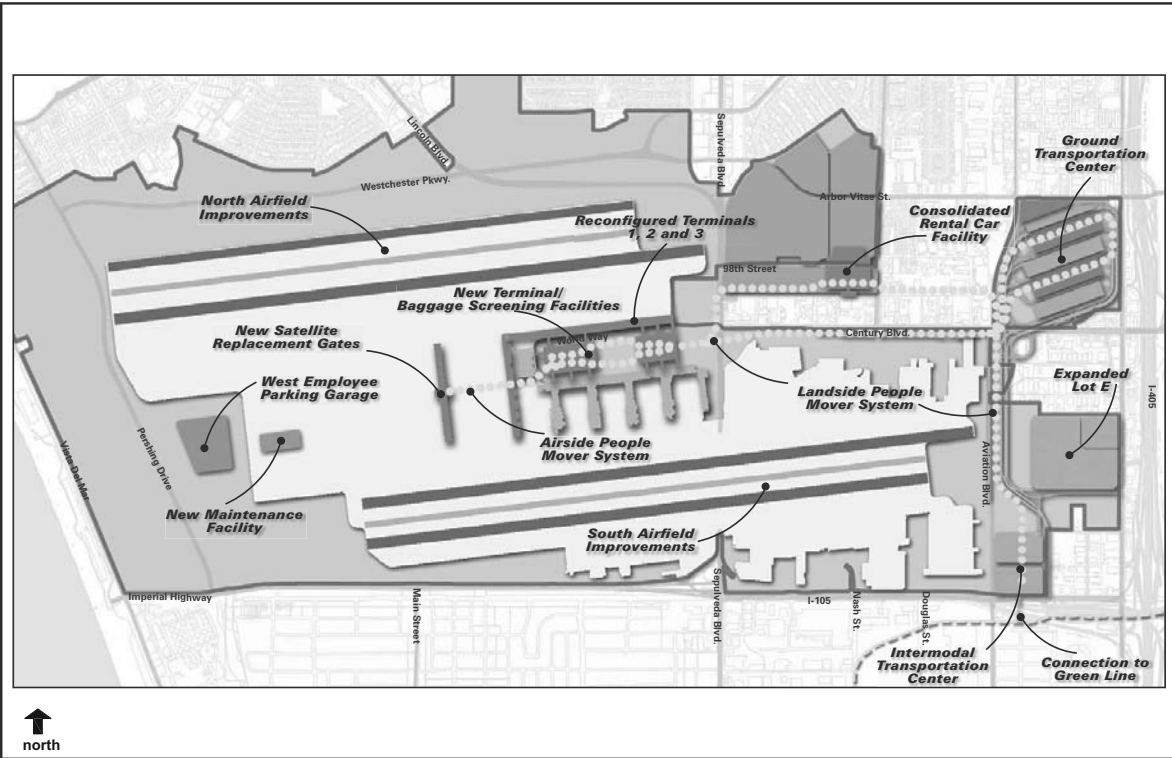 Lincoln Blvd.
Sepulveda Blvd.
Ground
Transportation
Center
Westchester Pkwy.
North Airfield
Improvements
Arbor Vitae St.
Reconfigured Terminals
1, 2 and 3
Consolidated
Rental Car
Facility
98th Street
New Terminal/
Baggage Screening Facilities
New Satellite
Replacement Gates
World Way
Century Blvd.
West Employee
Parking Garage
Landside People
Mover System
Expanded
Lot E
I-405
Airside People
Mover System
Pershing Drive
Vista Del Mar
Aviation Blvd.
New Maintenance
Facility
South Airfield
Improvements
Imperial Highway
Main Street
Sepulveda Blvd.
I-105
Nash St.
Douglas St.
Intermodal
Transportation
Center
Connection to
Green Line
north